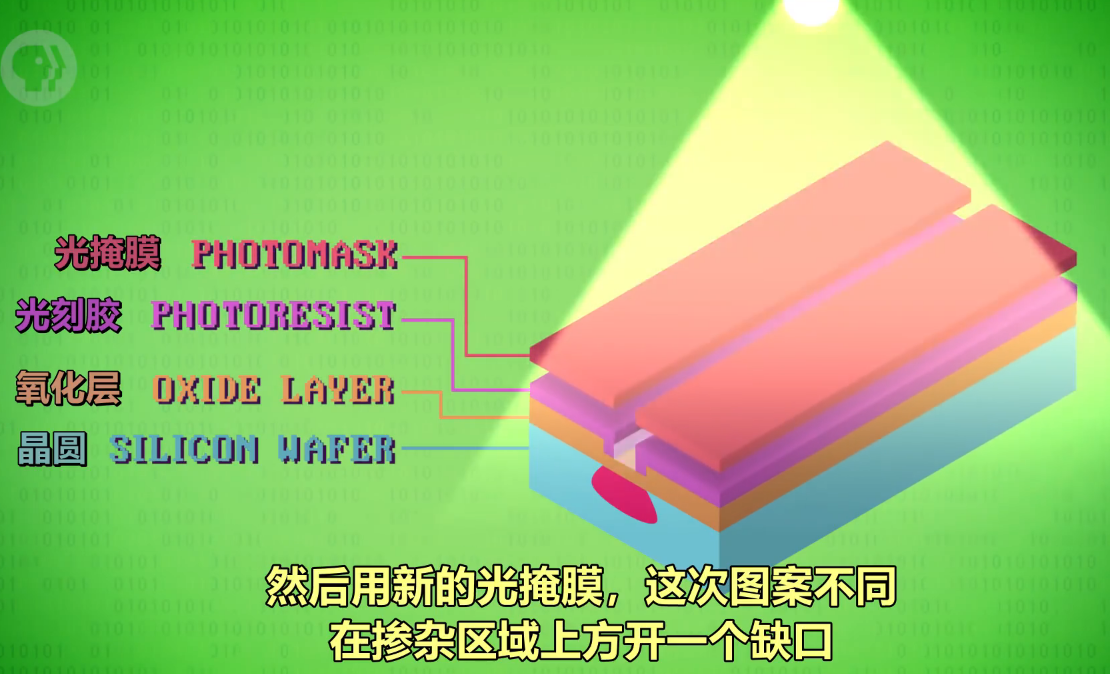 光掩膜 PHOTOMASK
光刻胶 PHOTORESIST
氧化层 OXIDE LAYER
晶圆 SILICON WAFER
然后用新的光掩膜，这次图案不同
在掺杂区域上方开一个缺口